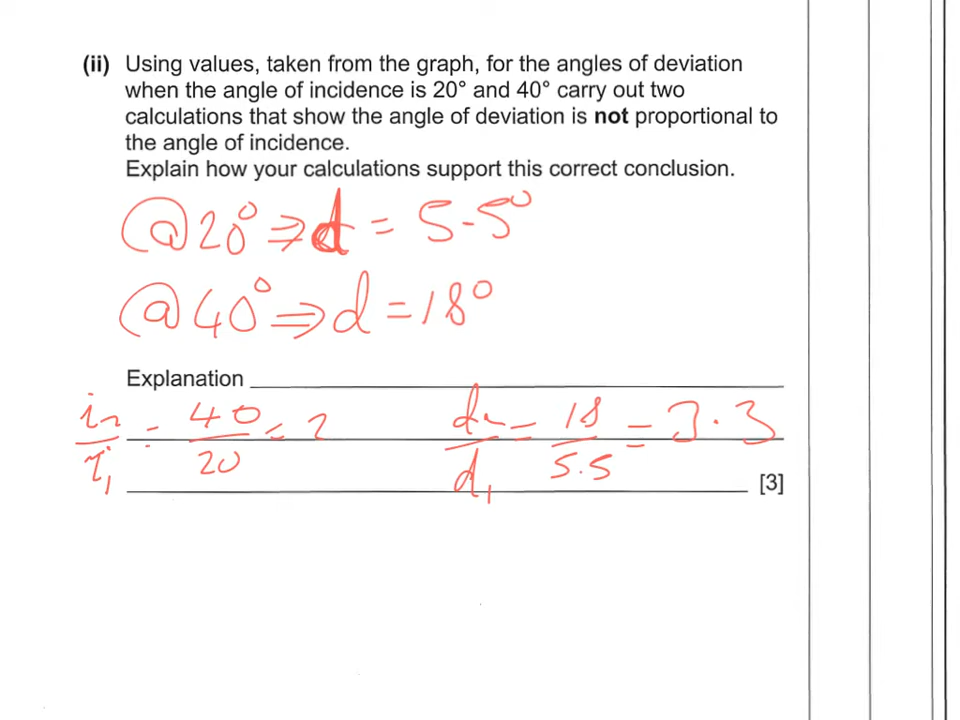 (ii) Using values, taken from the graph, for the angles of deviation
when the angle of incidence is 20° and 40° carry out two
calculations that show the angle of deviation is not proportional to
the angle of incidence.
Explain how your calculations support this correct conclusion.
@20° ⇒ d = 5.5°
@40° ⇒ d = 18°
Explanation
i₂/i₁ = 40/20 = 2 d₂/d₁ = 18/5.5 = 3.3
[3]